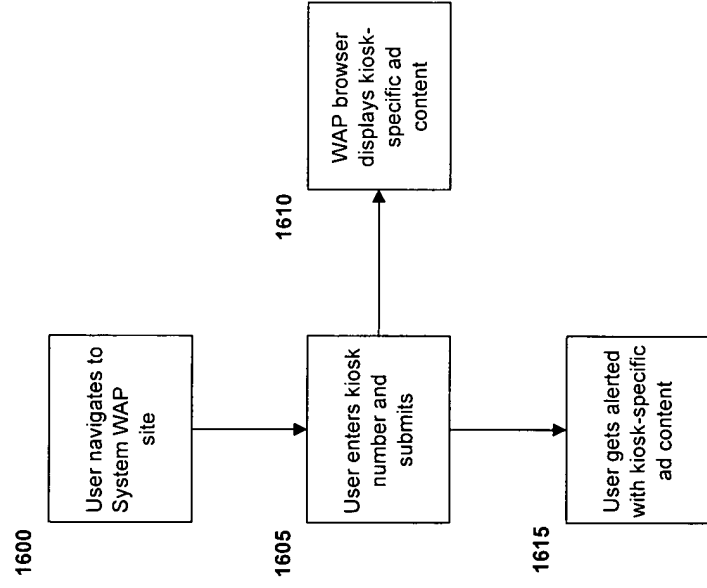 1600
User navigates to
System WAP
site
1605
User enters kiosk
number and
submits
1610
WAP browser
displays kiosk-
specific ad
content
1615
User gets alerted
with kiosk-specific
ad content